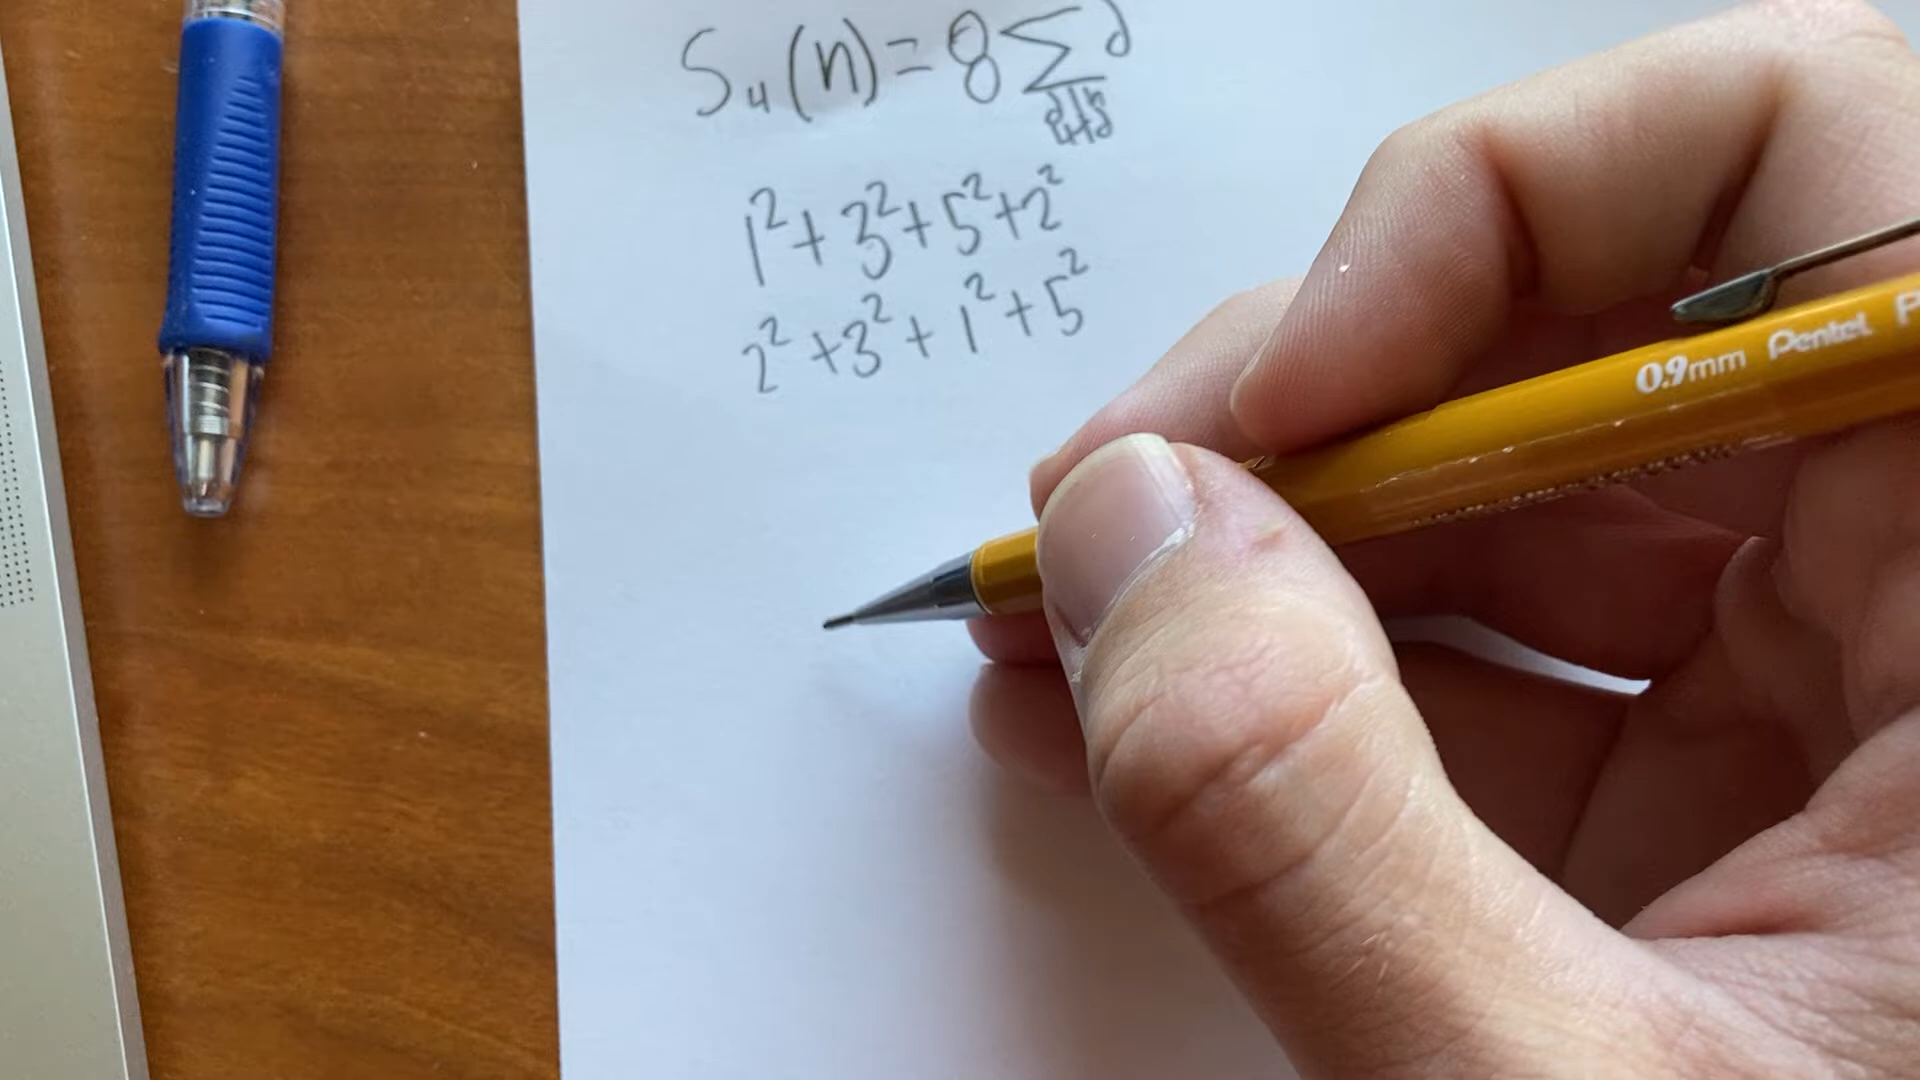 S₄(n) = 8 ∑ d
d|n
4∤d
1² + 3² + 5² + 2²
2² + 3² + 1² + 5²
0.9mm Pentel P